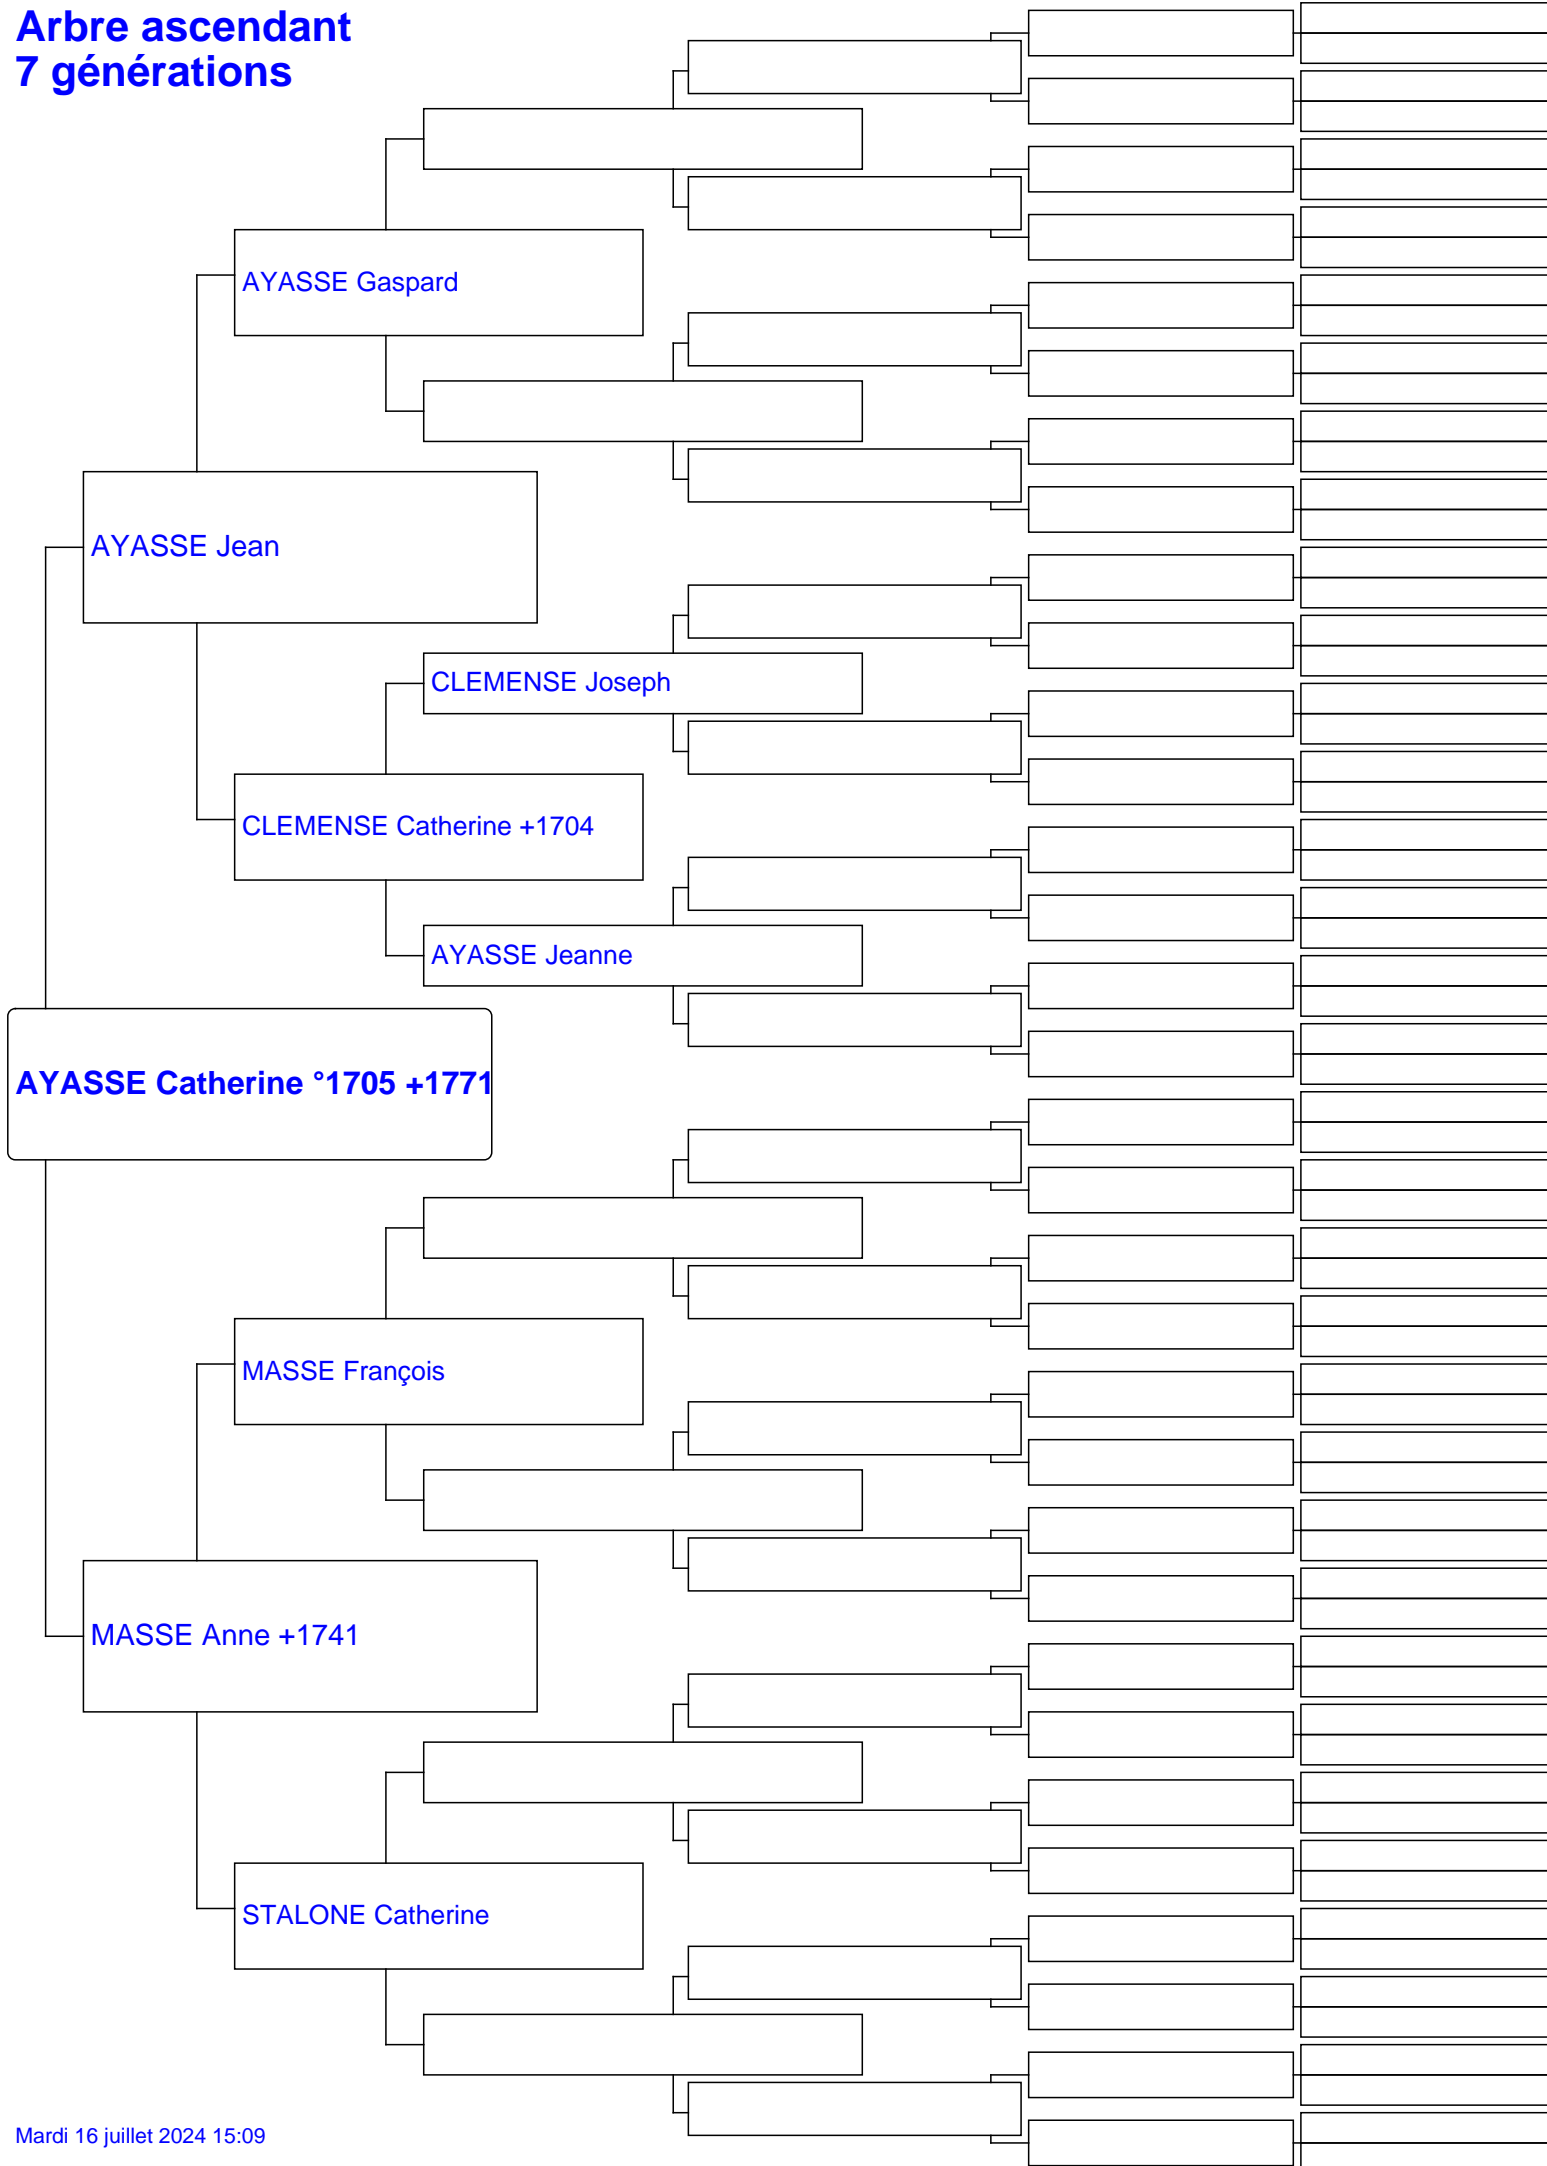 Arbre ascendant
7 générations
AYASSE Gaspard
AYASSE Jean
CLEMENSE Joseph
CLEMENSE Catherine +1704
AYASSE Jeanne
AYASSE Catherine °1705 +1771
MASSE François
MASSE Anne +1741
STALONE Catherine
Mardi 16 juillet 2024 15:09